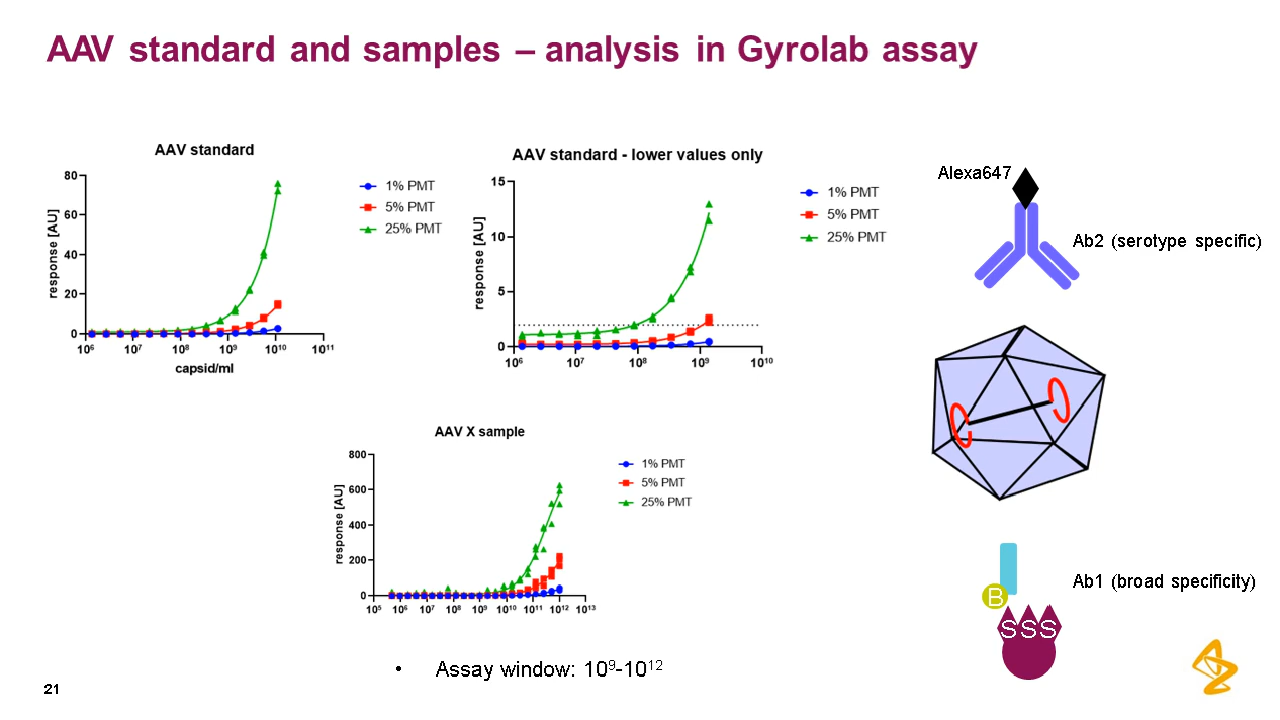 AAV standard and samples – analysis in Gyrolab assay
AAV standard
response [AU]
80
60
40
20
0
10⁶ 10⁷ 10⁸ 10⁹ 10¹⁰ 10¹¹
capsid/ml
1% PMT
5% PMT
25% PMT
AAV standard - lower values only
response [AU]
15
10
5
0
10⁶ 10⁷ 10⁸ 10⁹ 10¹⁰
1% PMT
5% PMT
25% PMT
AAV X sample
response [AU]
800
600
400
200
0
10⁵ 10⁶ 10⁷ 10⁸ 10⁹ 10¹⁰ 10¹¹ 10¹² 10¹³
1% PMT
5% PMT
25% PMT
• Assay window: 10⁹-10¹²
Alexa647
Ab2 (serotype specific)
Ab1 (broad specificity)
B
SSS
21